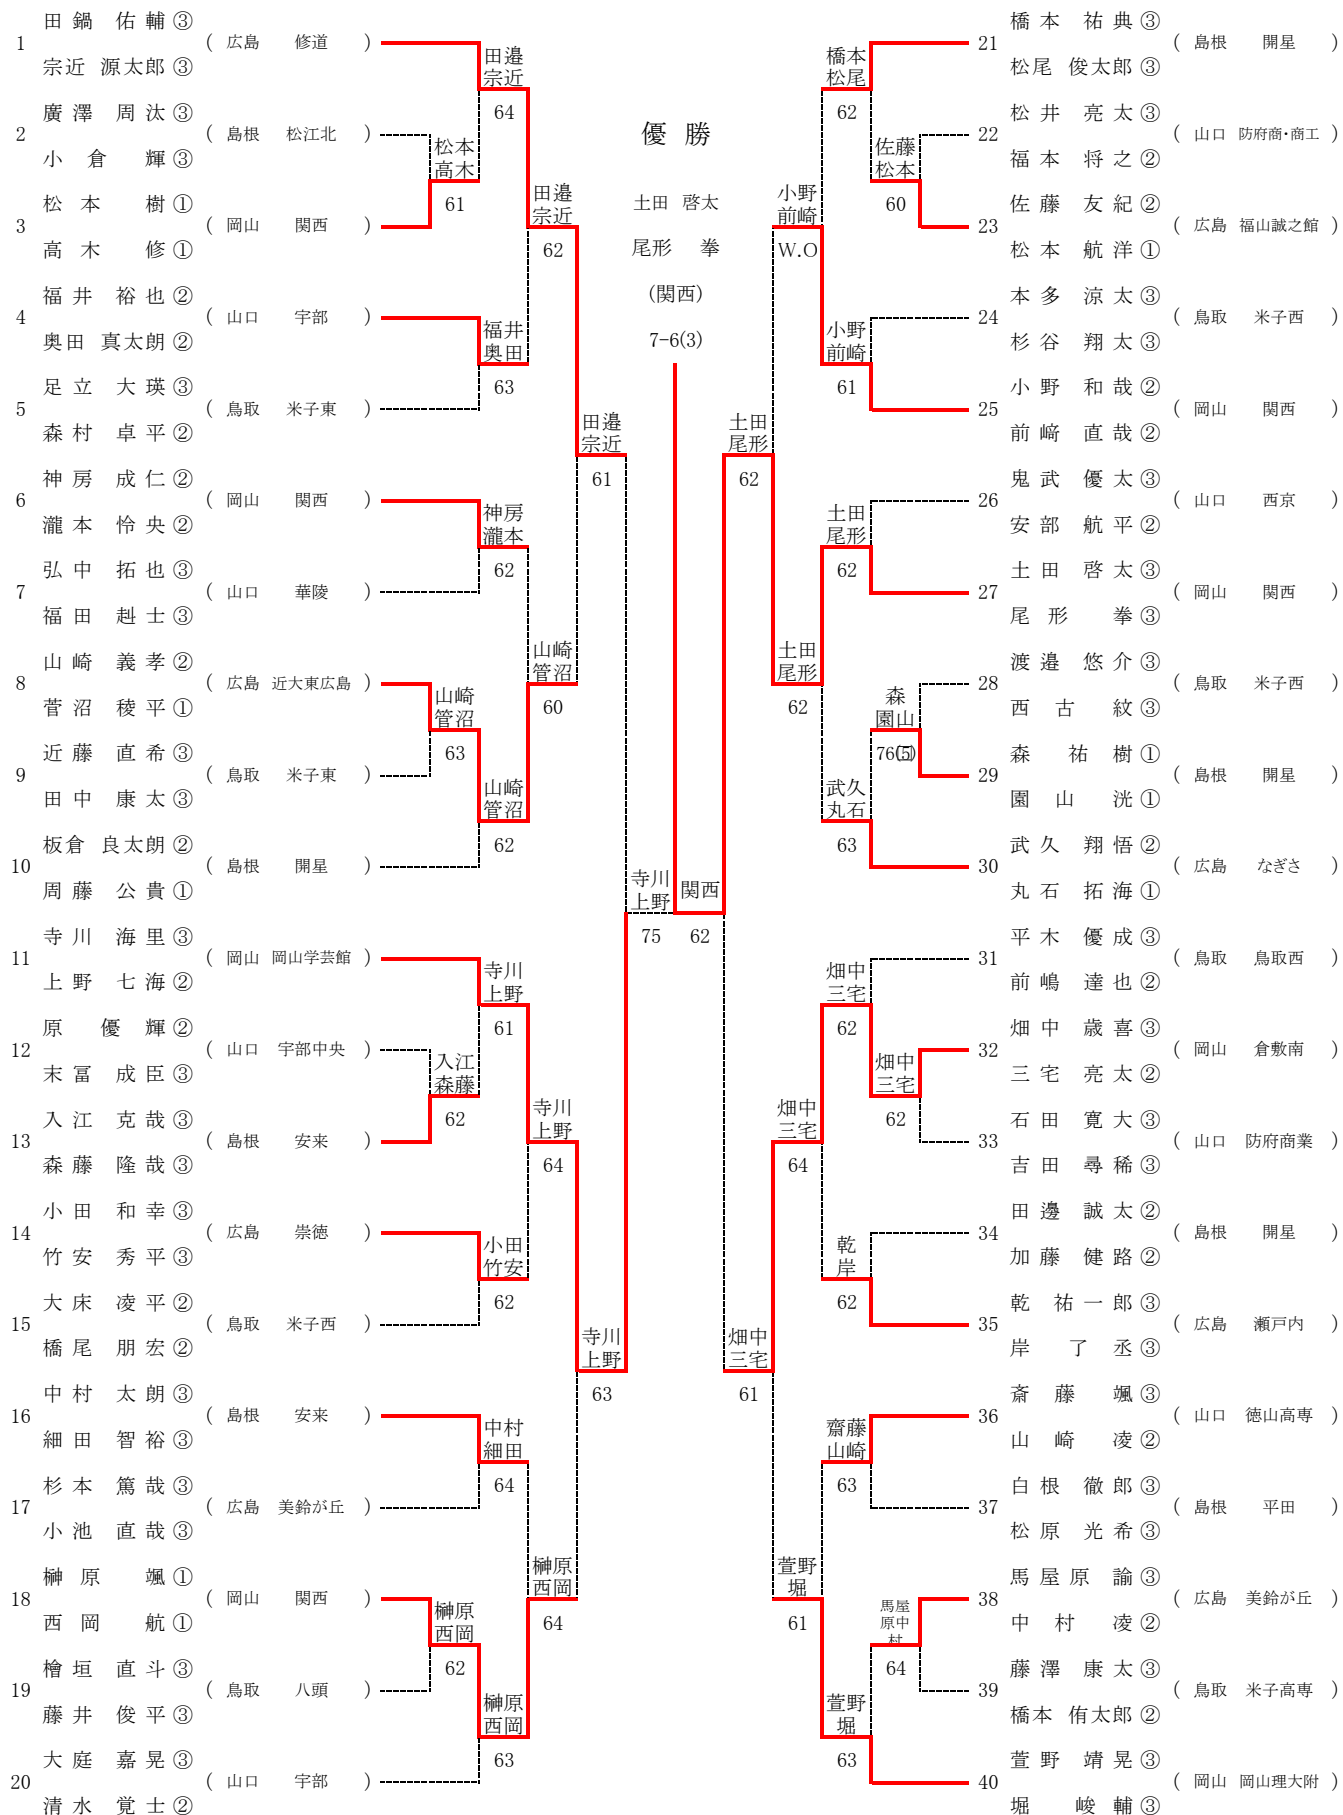 田鍋 佑輔③
1 ( 広島 修道 )
宗近 源太郎③
廣澤 周汰③
2 ( 島根 松江北 )
小倉 輝③
松本 樹①
3 ( 岡山 関西 )
高木 修①
福井 裕也②
4 ( 山口 宇部 )
奥田 真太朗②
足立 大瑛③
5 ( 鳥取 米子東 )
森村 卓平②
神房 成仁②
6 ( 岡山 関西 )
瀧本 怜央②
弘中 拓也③
7 ( 山口 華陵 )
福田 赳士③
山崎 義孝②
8 ( 広島 近大東広島 )
菅沼 稜平①
近藤 直希③
9 ( 鳥取 米子東 )
田中 康太③
板倉 良太朗②
10 ( 島根 開星 )
周藤 公貴①
寺川 海里③
11 ( 岡山 岡山学芸館 )
上野 七海②
原 優輝②
12 ( 山口 宇部中央 )
末冨 成臣③
入江 克哉③
13 ( 島根 安来 )
森藤 隆哉③
小田 和幸③
14 ( 広島 崇徳 )
竹安 秀平③
大床 凌平②
15 ( 鳥取 米子西 )
橋尾 朋宏②
中村 太朗③
16 ( 島根 安来 )
細田 智裕③
杉本 篤哉③
17 ( 広島 美鈴が丘 )
小池 直哉③
榊原 颯①
18 ( 岡山 関西 )
西岡 航①
檜垣 直斗③
19 ( 鳥取 八頭 )
藤井 俊平③
大庭 嘉晃③
20 ( 山口 宇部 )
清水 覚士②
田邉
宗近
64
松本
高木
61
田邉
宗近
62
福井
奥田
63
田邉
宗近
61
神房
瀧本
62
山崎
管沼
60
山崎
管沼
63
山崎
管沼
62
寺川
上野
75
寺川
上野
61
入江
森藤
62
寺川
上野
64
小田
竹安
62
寺川
上野
63
中村
細田
64
榊原
西岡
64
榊原
西岡
62
榊原
西岡
63
優勝
土田 啓太
尾形 拳
(関西)
7-6(3)
関西
62
橋本
松尾
62
佐藤
松本
60
小野
前崎
W.O
小野
前崎
61
土田
尾形
62
土田
尾形
62
土田
尾形
62
森
園山
76(5)
武久
丸石
63
畑中
三宅
62
畑中
三宅
62
畑中
三宅
64
乾
岸
62
畑中
三宅
61
齋藤
山崎
63
萱野
堀
61
馬屋
原中
村
64
萱野
堀
63
橋本 祐典③
21 ( 島根 開星 )
松尾 俊太郎③
松井 亮太③
22 ( 山口 防府商・商工 )
福本 将之②
佐藤 友紀②
23 ( 広島 福山誠之館 )
松本 航洋①
本多 涼太③
24 ( 鳥取 米子西 )
杉谷 翔太③
小野 和哉②
25 ( 岡山 関西 )
前﨑 直哉②
鬼武 優太③
26 ( 山口 西京 )
安部 航平②
土田 啓太③
27 ( 岡山 関西 )
尾形 拳③
渡邉 悠介③
28 ( 鳥取 米子西 )
西古 紋③
森 祐樹①
29 ( 島根 開星 )
園山 洸①
武久 翔悟②
30 ( 広島 なぎさ )
丸石 拓海①
平木 優成③
31 ( 鳥取 鳥取西 )
前嶋 達也②
畑中 歳喜③
32 ( 岡山 倉敷南 )
三宅 亮太②
石田 寛大③
33 ( 山口 防府商業 )
吉田 尋稀③
田邊 誠太②
34 ( 島根 開星 )
加藤 健路②
乾 祐一郎③
35 ( 広島 瀬戸内 )
岸 了丞③
斎藤 颯③
36 ( 山口 徳山高専 )
山崎 凌②
白根 徹郎③
37 ( 島根 平田 )
松原 光希③
馬屋原 諭③
38 ( 広島 美鈴が丘 )
中村 凌②
藤澤 康太③
39 ( 鳥取 米子高専 )
橋本 侑太郎②
萱野 靖晃③
40 ( 岡山 岡山理大附 )
堀 峻輔③